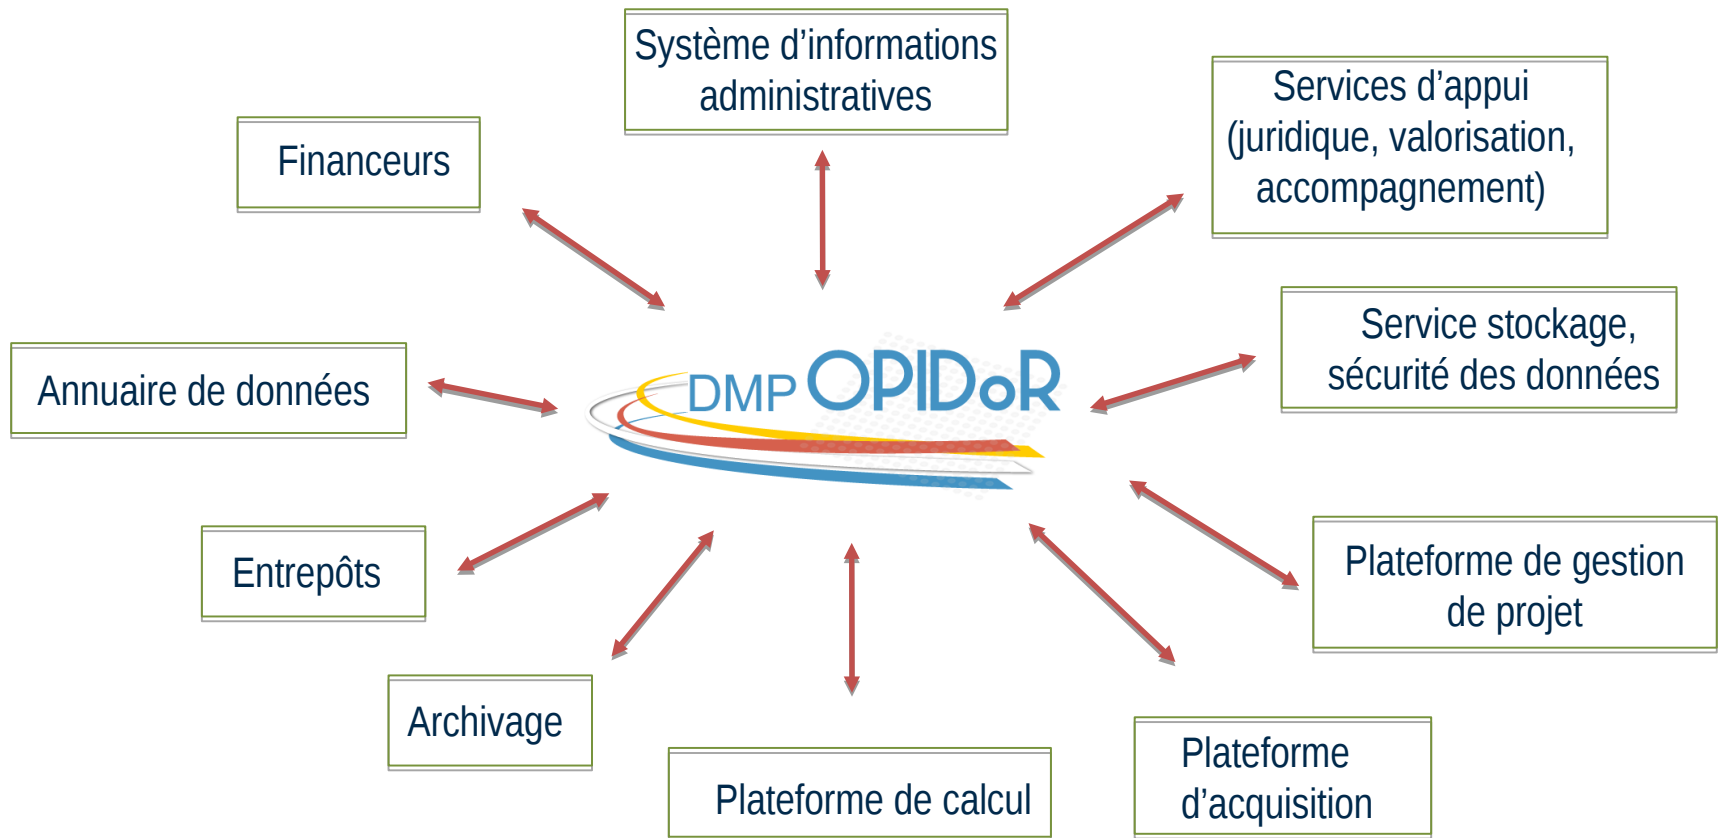 Système d’informations
administratives
Services d’appui
(juridique, valorisation,
accompagnement)
Financeurs
Service stockage,
sécurité des données
Annuaire de données
DMP OPIDoR
Entrepôts
Plateforme de gestion
de projet
Archivage
Plateforme
d’acquisition
Plateforme de calcul